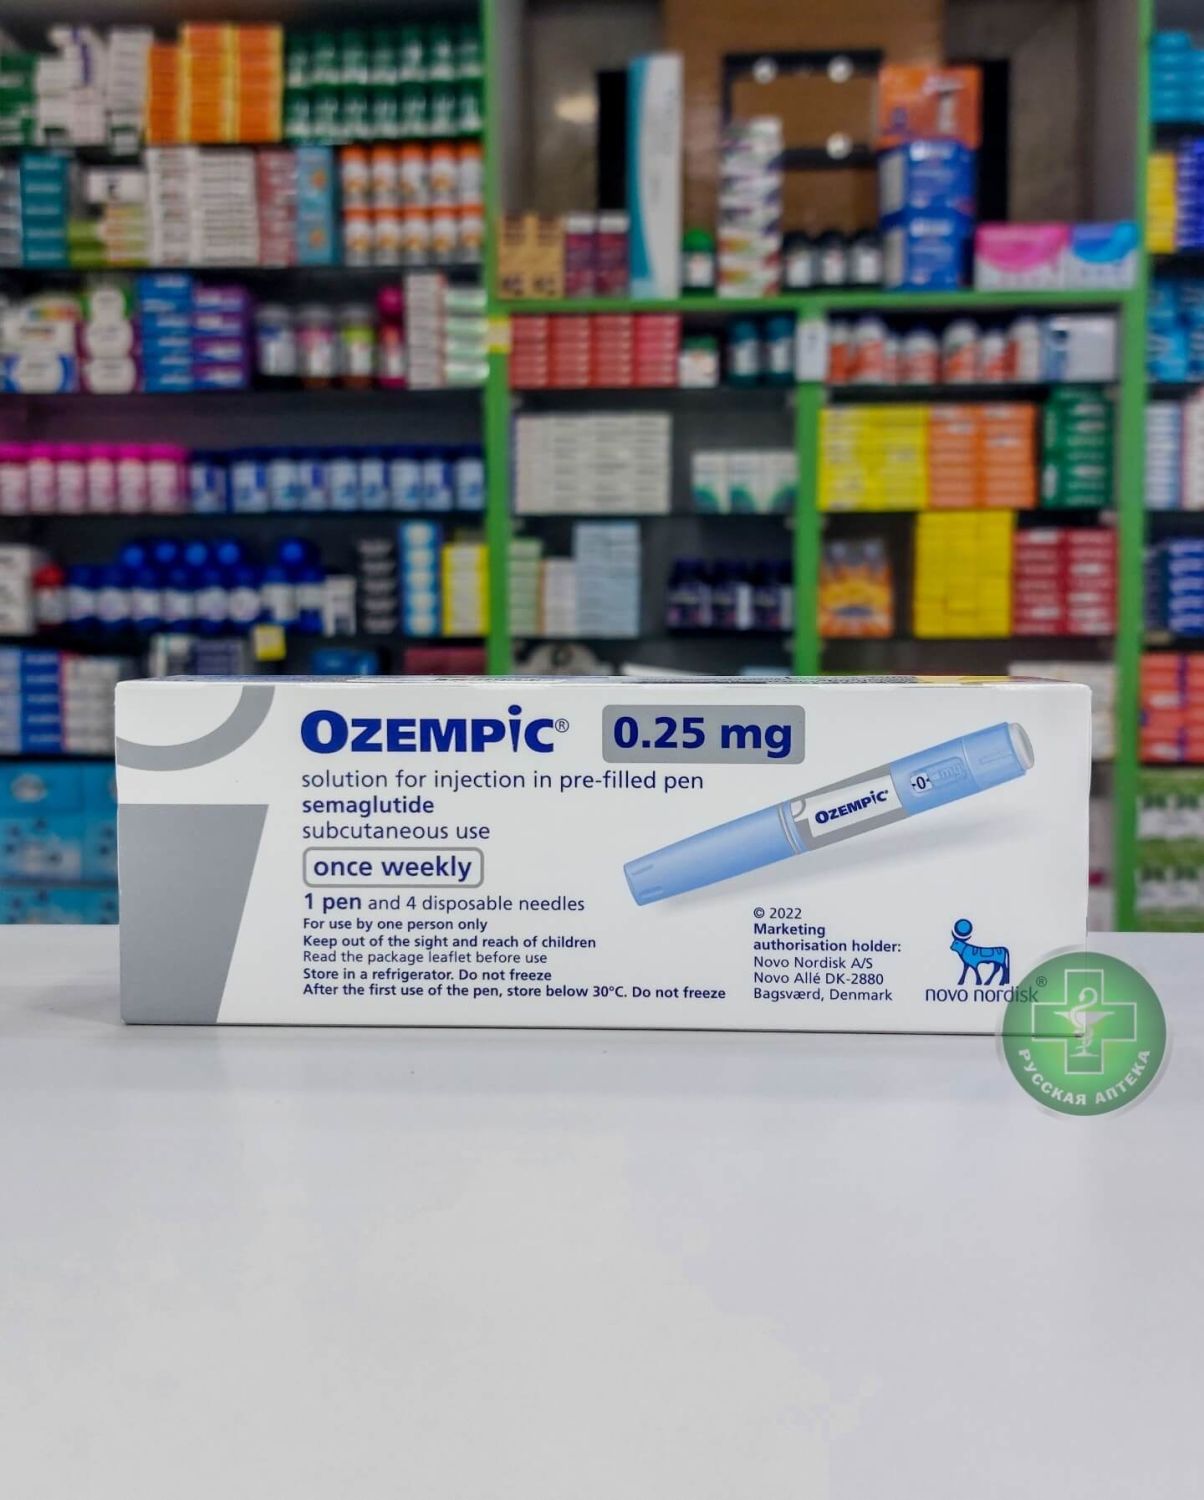 OZEMPIC® 0.25 mg
solution for injection in pre-filled pen
semaglutide
subcutaneous use
once weekly
1 pen and 4 disposable needles
For use by one person only
Keep out of the sight and reach of children
Read the package leaflet before use
Store in a refrigerator. Do not freeze
After the first use of the pen, store below 30°C. Do not freeze
OZEMPIC®
-0-
mg
© 2022
Marketing
authorisation holder:
Novo Nordisk A/S
Novo Allé DK-2880
Bagsværd, Denmark
novo nordisk®
РУССКАЯ АПТЕКА